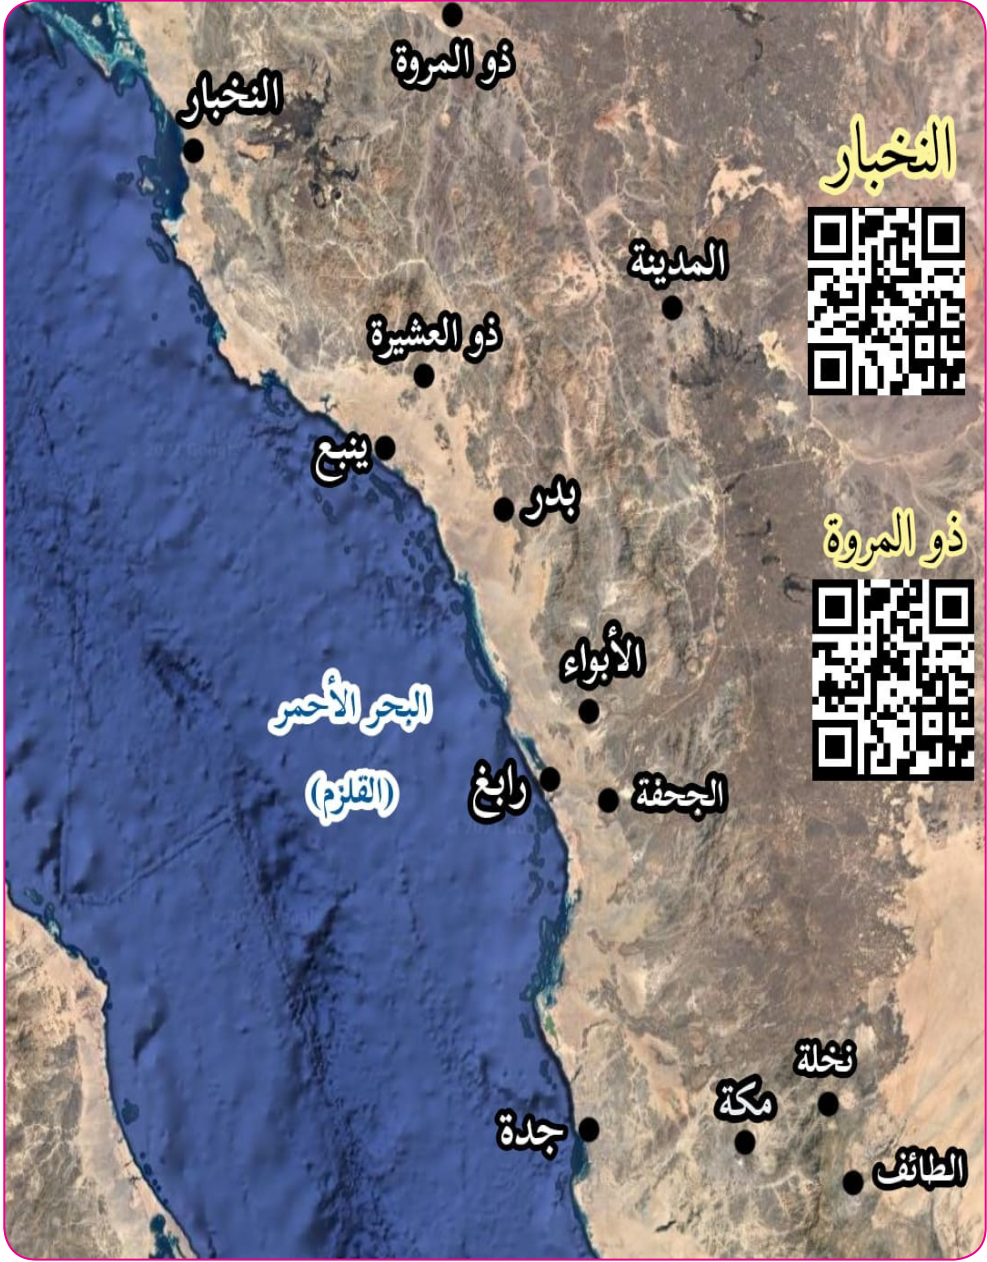 ذو المروة
النخبار
النخبار
المدينة
ذو العشيرة
ينبع
بدر
ذو المروة
الأبواء
البحر الأحمر
(القلزم)
رابغ
الجحفة
نخلة
مكة
جدة
الطائف